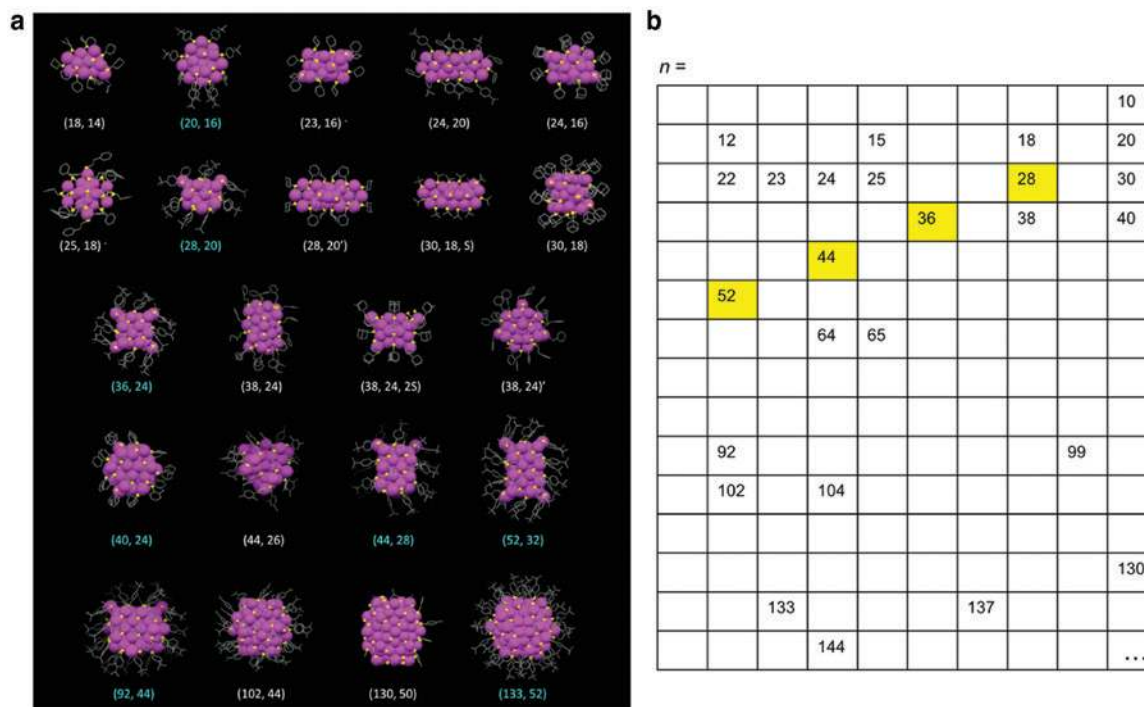 a
(18, 14) (20, 16) (23, 16) (24, 20) (24, 16)
(25, 18) (28, 20) (28, 20') (30, 18, S) (30, 18)
(36, 24) (38, 24) (38, 24, 2S) (38, 24)'
(40, 24) (44, 26) (44, 28) (52, 32)
(92, 44) (102, 44) (130, 50) (133, 52)
b
n =
10
12 15 18 20
22 23 24 25 28 30
36 38 40
44
52
64 65
92 99
102 104
130
133 137
144 ...